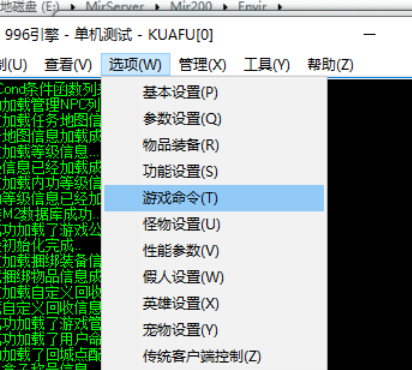 地磁盘 (E:) MirServer Mir200 Envir
996引擎 - 单机测试 - KUAFU[0]
制(U) 查看(V) 选项(W) 管理(X) 工具(Y) 帮助(Z)
基本设置(P)
参数设置(Q)
物品装备(R)
功能设置(S)
游戏命令(T)
怪物设置(U)
性能参数(V)
假人设置(W)
英雄设置(X)
宠物设置(Y)
传统客户端控制(Z)
Cond条件函数列
加载管理NPC列
加载任务地图信
地图信息加载成
加载等级信息...
级信息已经加载
加载内功等级信
功等级信息已经加
M2数据库成功..
功加载了游戏公
初始化完成..
加载捆绑装备信
捆绑物品信息成
加载自定义回收
自定义回收信息
功加载了游戏管
功加载了用户命
加载了回城点配